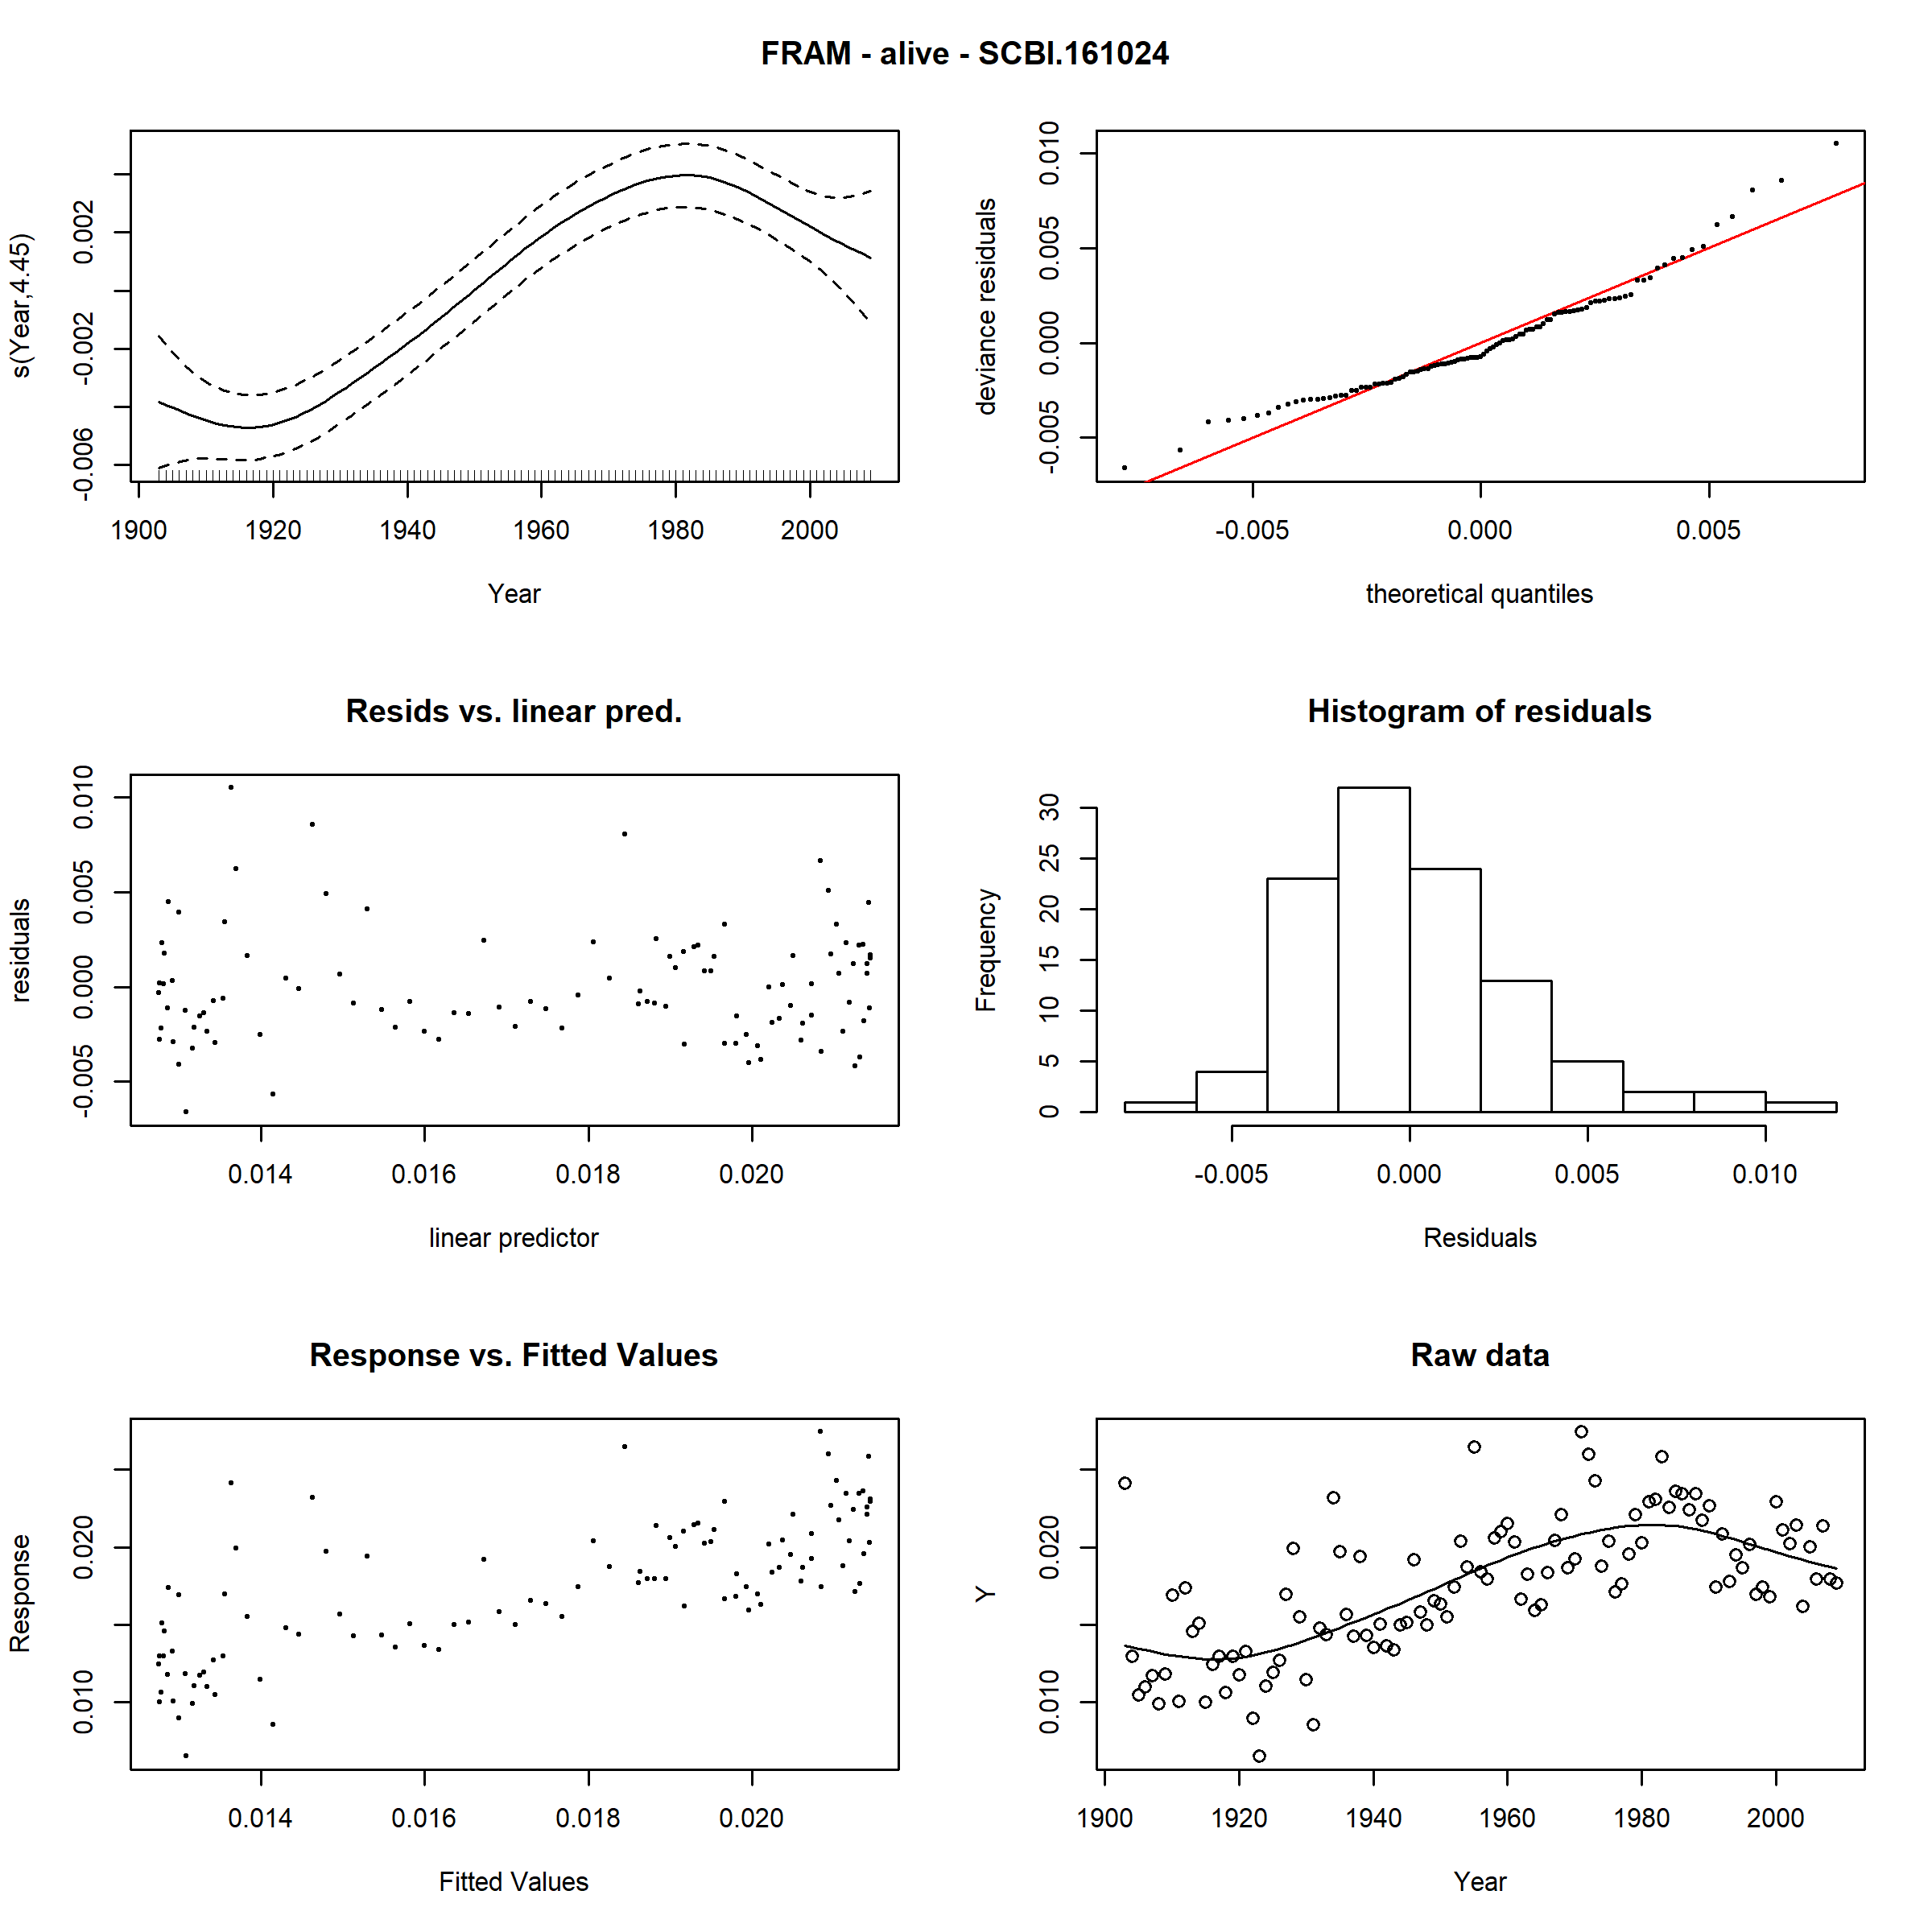 FRAM - alive - SCBI.161024
s(Year,4.45)
-0.006 -0.002 0.002
1900 1920 1940 1960 1980 2000
Year
deviance residuals
-0.005 0.000 0.005 0.010
-0.005 0.000 0.005
theoretical quantiles
Resids vs. linear pred.
residuals
-0.005 0.000 0.005 0.010
0.014 0.016 0.018 0.020
linear predictor
Histogram of residuals
Frequency
0 5 10 15 20 25 30
-0.005 0.000 0.005 0.010
Residuals
Response vs. Fitted Values
Response
0.010 0.020
0.014 0.016 0.018 0.020
Fitted Values
Raw data
Y
0.010 0.020
1900 1920 1940 1960 1980 2000
Year